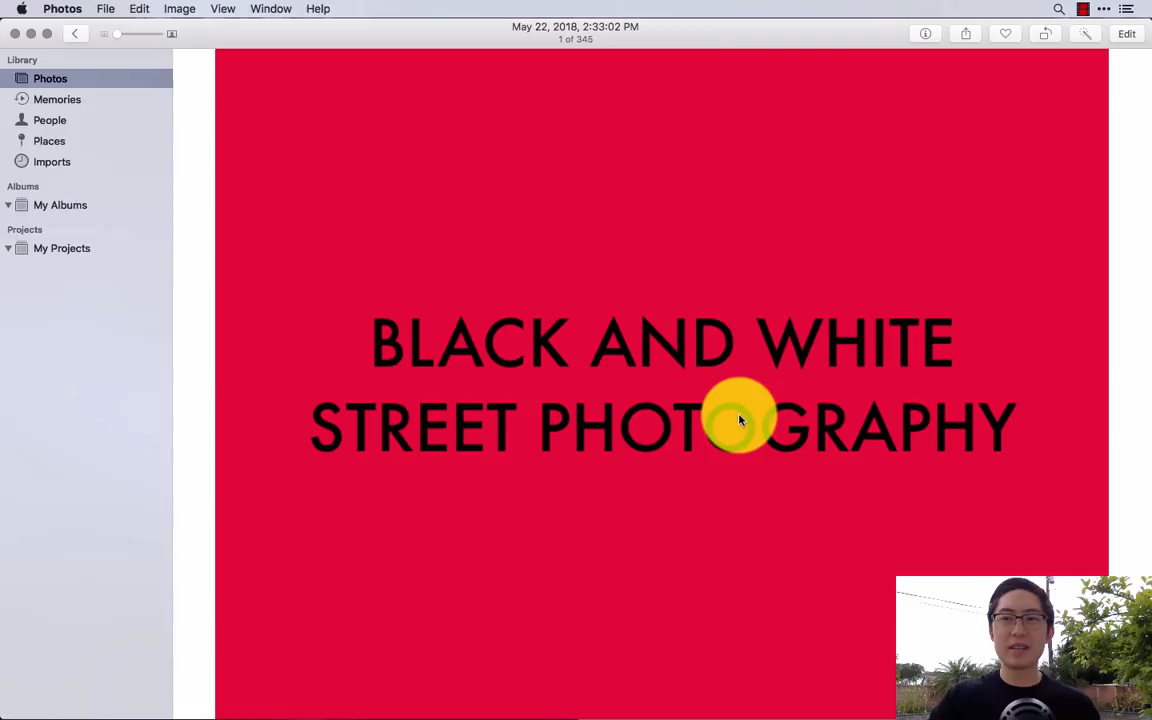 Photos File Edit Image View Window Help
May 22, 2018, 2:33:02 PM
1 of 345
Edit
Library
Photos
Memories
People
Places
Imports
Albums
My Albums
Projects
My Projects
BLACK AND WHITE
STREET PHOTOGRAPHY